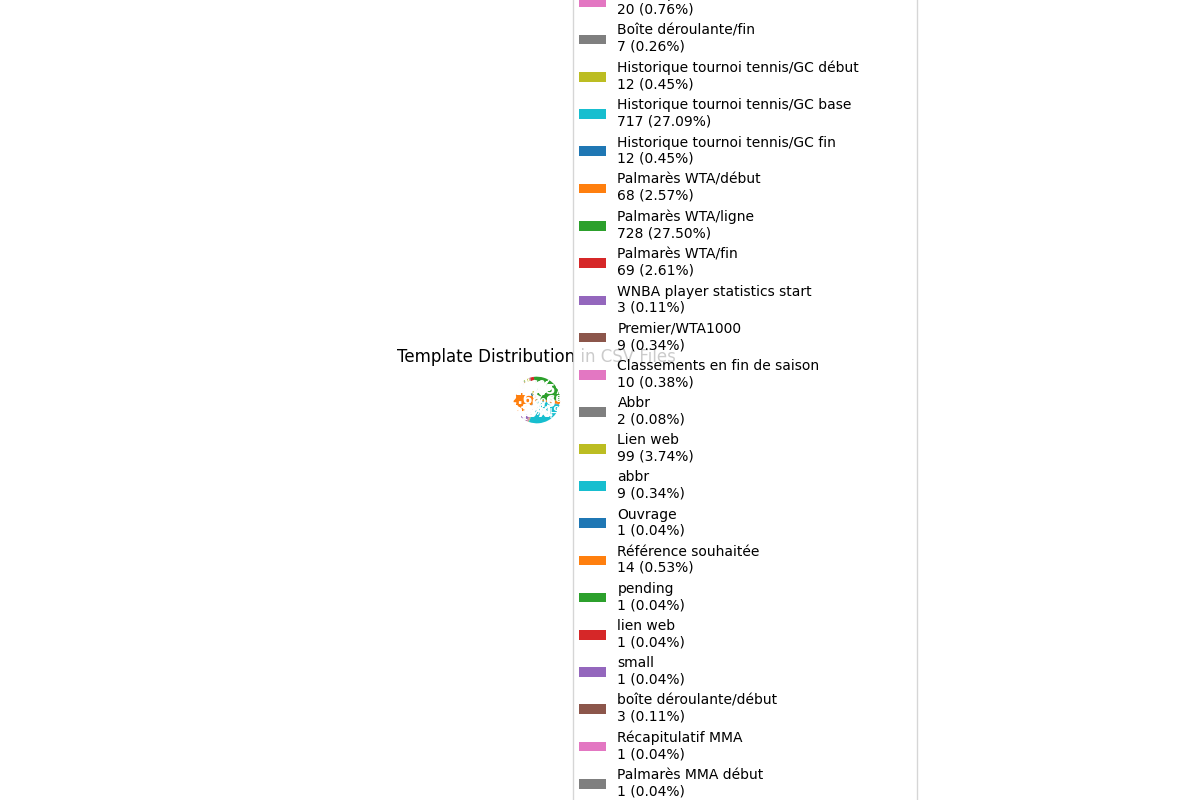 20 (0.76%)
Boîte déroulante/fin
7 (0.26%)
Historique tournoi tennis/GC début
12 (0.45%)
Historique tournoi tennis/GC base
717 (27.09%)
Historique tournoi tennis/GC fin
12 (0.45%)
Palmarès WTA/début
68 (2.57%)
Palmarès WTA/ligne
728 (27.50%)
Palmarès WTA/fin
69 (2.61%)
WNBA player statistics start
3 (0.11%)
Premier/WTA1000
9 (0.34%)
Template Distribution in CSV Files
Classements en fin de saison
10 (0.38%)
Abbr
2 (0.08%)
Lien web
99 (3.74%)
abbr
9 (0.34%)
Ouvrage
1 (0.04%)
Référence souhaitée
14 (0.53%)
pending
1 (0.04%)
lien web
1 (0.04%)
small
1 (0.04%)
boîte déroulante/début
3 (0.11%)
Récapitulatif MMA
1 (0.04%)
Palmarès MMA début
1 (0.04%)